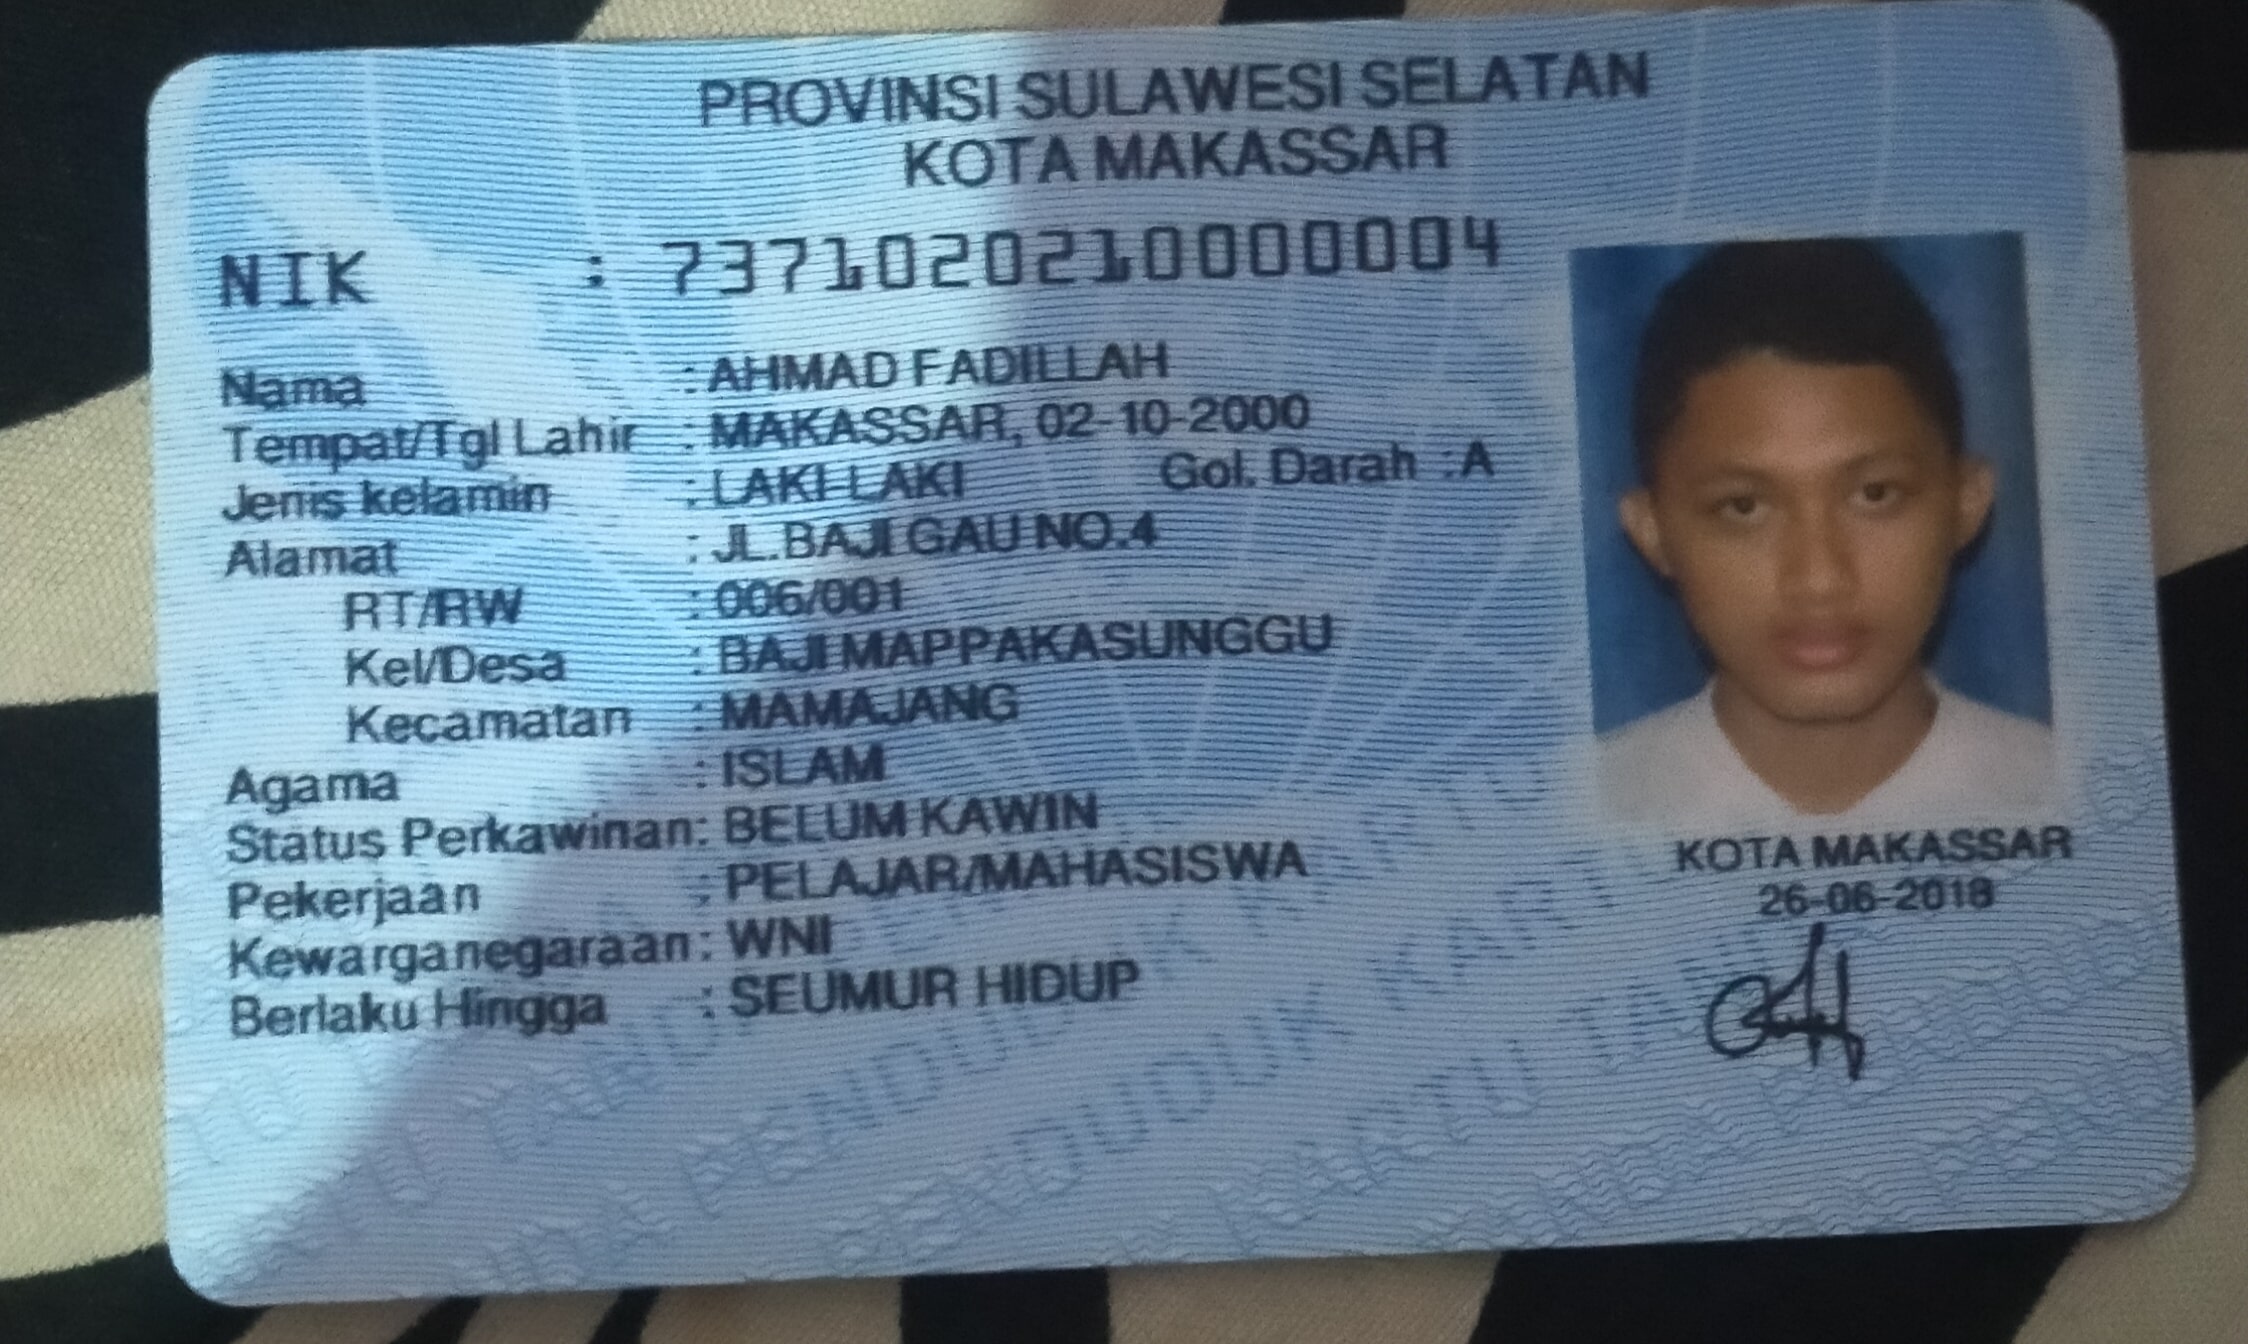 PROVINSI SULAWESI SELATAN
KOTA MAKASSAR
NIK : 7371020210000004
Nama : AHMAD FADILLAH
Tempat/Tgl Lahir : MAKASSAR, 02-10-2000
Jenis kelamin : LAKI-LAKI Gol. Darah : A
Alamat : JL.BAJI GAU NO.4
RT/RW : 006/001
Kel/Desa : BAJI MAPPAKASUNGGU
Kecamatan : MAMAJANG
Agama : ISLAM
Status Perkawinan: BELUM KAWIN
Pekerjaan : PELAJAR/MAHASISWA
Kewarganegaraan: WNI
Berlaku Hingga : SEUMUR HIDUP
KOTA MAKASSAR
26-06-2018